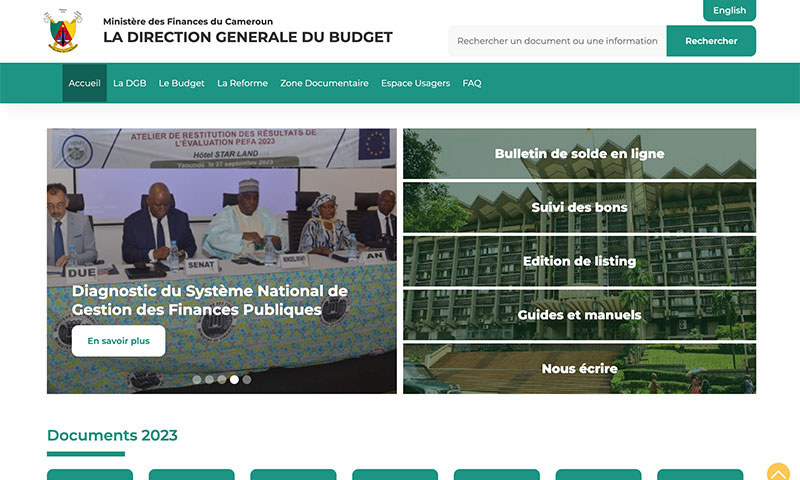 English
Ministère des Finances du Cameroun
LA DIRECTION GENERALE DU BUDGET
Rechercher un document ou une information
Rechercher
Accueil
La DGB
Le Budget
La Reforme
Zone Documentaire
Espace Usagers
FAQ
ATELIER DE RESTITUTION DES RÉSULTATS DE
L'ÉVALUATION PEFA 2023
Hôtel STAR LAND
Yaoundé, le 27 septembre 2023
DUE
SENAT
AN
Diagnostic du Système National de
Gestion des Finances Publiques
En savoir plus
Bulletin de solde en ligne
Suivi des bons
Edition de listing
Guides et manuels
Nous écrire
Documents 2023